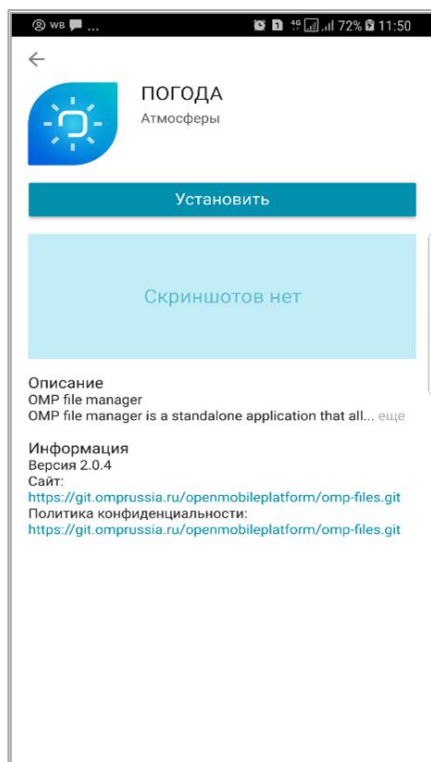 WB ...
4G 72% 11:50
ПОГОДА
Атмосферы
Установить
Скриншотов нет
Описание
OMP file manager
OMP file manager is a standalone application that all... еще
Информация
Версия 2.0.4
Сайт:
https://git.omprussia.ru/openmobileplatform/omp-files.git
Политика конфиденциальности:
https://git.omprussia.ru/openmobileplatform/omp-files.git